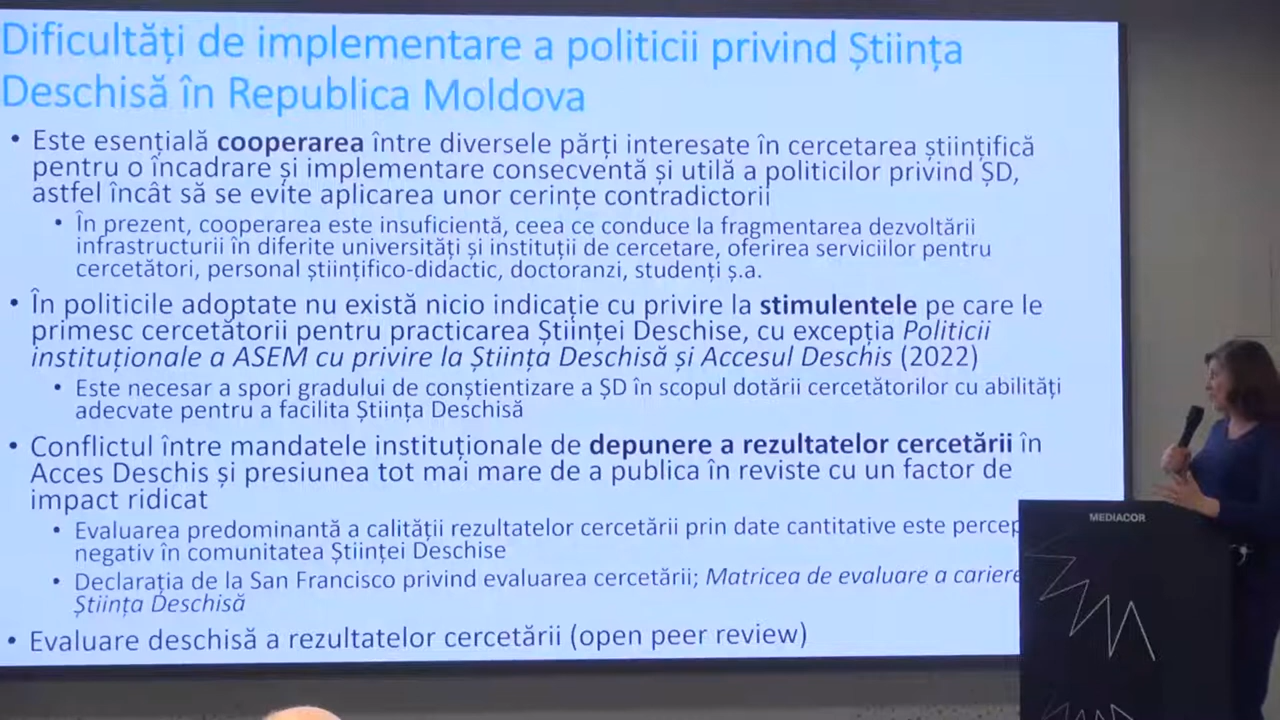 Dificultăți de implementare a politicii privind Știința
Deschisă în Republica Moldova
• Este esențială cooperarea între diversele părți interesate în cercetarea științifică
pentru o încadrare și implementare consecventă și utilă a politicilor privind ȘD,
astfel încât să se evite aplicarea unor cerințe contradictorii
• În prezent, cooperarea este insuficientă, ceea ce conduce la fragmentarea dezvoltării
infrastructurii în diferite universități și instituții de cercetare, oferirea serviciilor pentru
cercetători, personal științifico-didactic, doctoranzi, studenți ș.a.
• În politicile adoptate nu există nicio indicație cu privire la stimulentele pe care le
primesc cercetătorii pentru practicarea Științei Deschise, cu excepția Politicii
instituționale a ASEM cu privire la Știința Deschisă și Accesul Deschis (2022)
• Este necesar a spori gradului de conștientizare a ȘD în scopul dotării cercetătorilor cu abilități
adecvate pentru a facilita Știința Deschisă
• Conflictul între mandatele instituționale de depunere a rezultatelor cercetării în
Acces Deschis și presiunea tot mai mare de a publica în reviste cu un factor de
impact ridicat
• Evaluarea predominantă a calității rezultatelor cercetării prin date cantitative este
negativ în comunitatea Științei Deschise
• Declarația de la San Francisco privind evaluarea cercetării; Matricea de evaluare a
Știința Deschisă
• Evaluare deschisă a rezultatelor cercetării (open peer review)
MEDIACOR